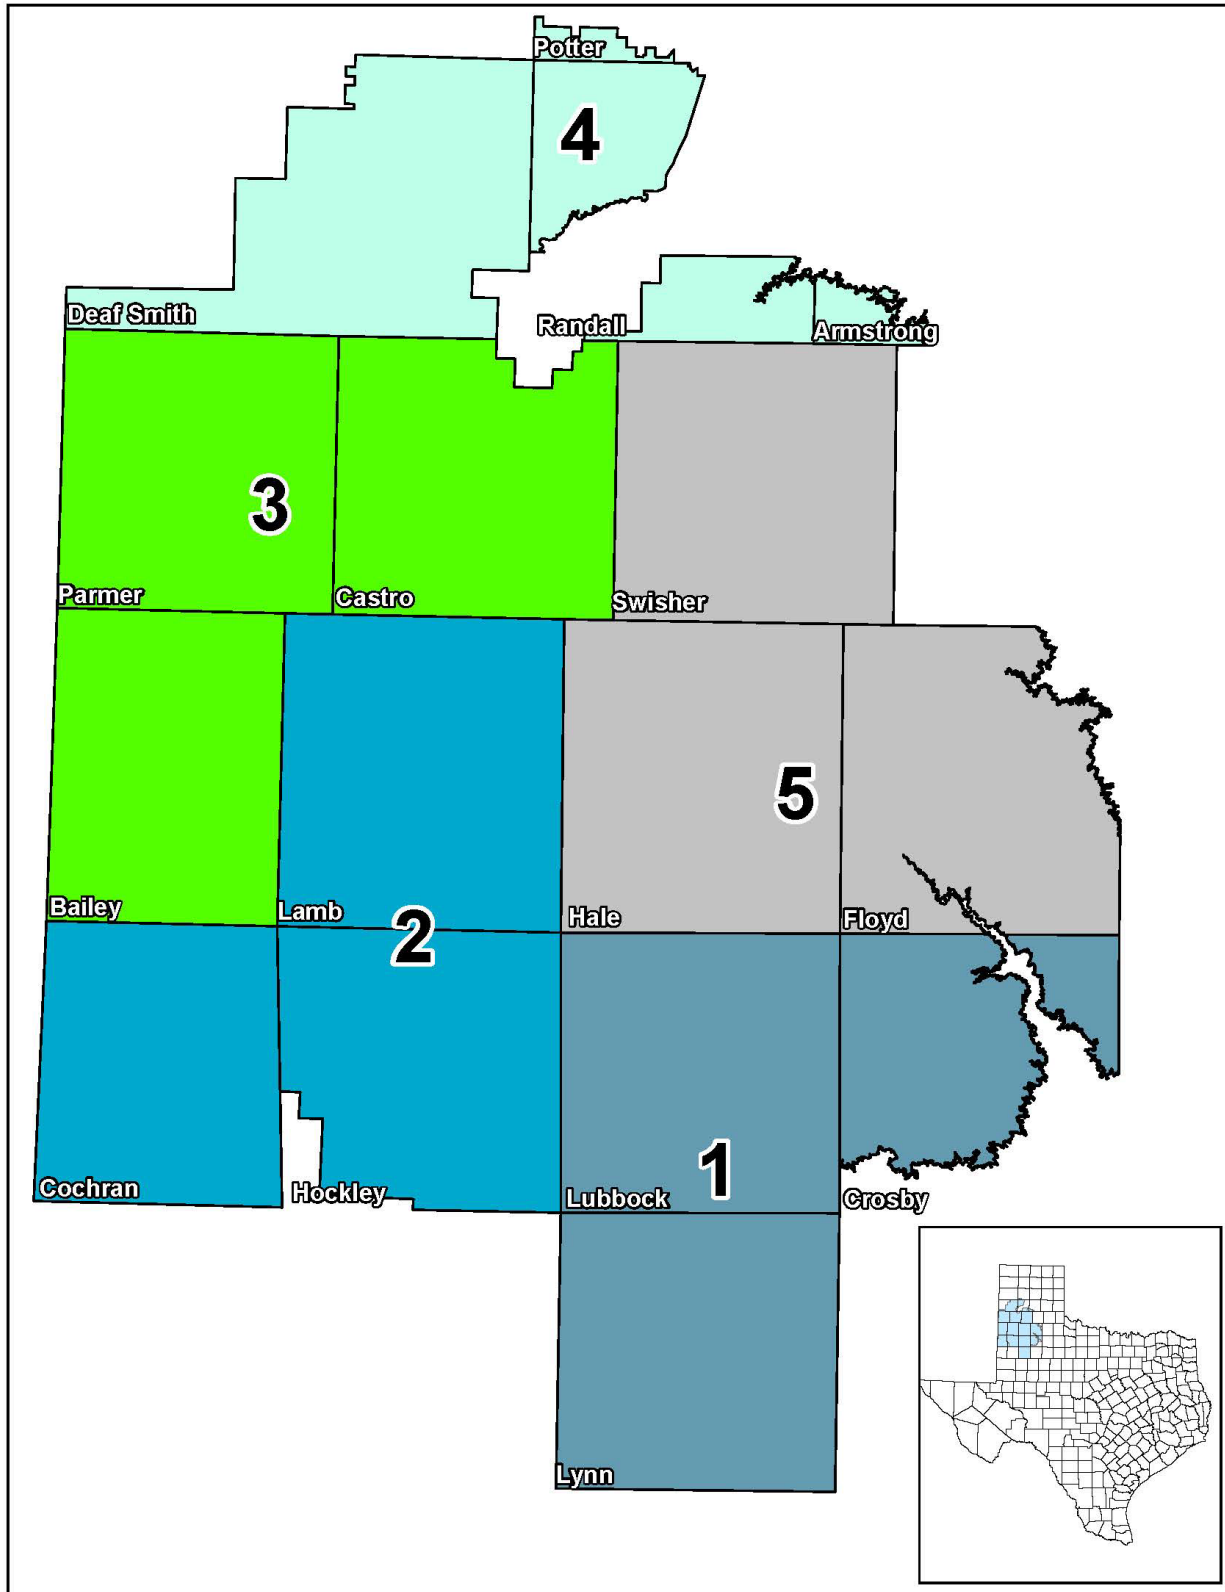 Potter
4
Deaf Smith
Randall
Armstrong
3
Parmer
Castro
Swisher
5
Bailey
Lamb
2
Hale
Floyd
1
Cochran
Hockley
Lubbock
Crosby
Lynn